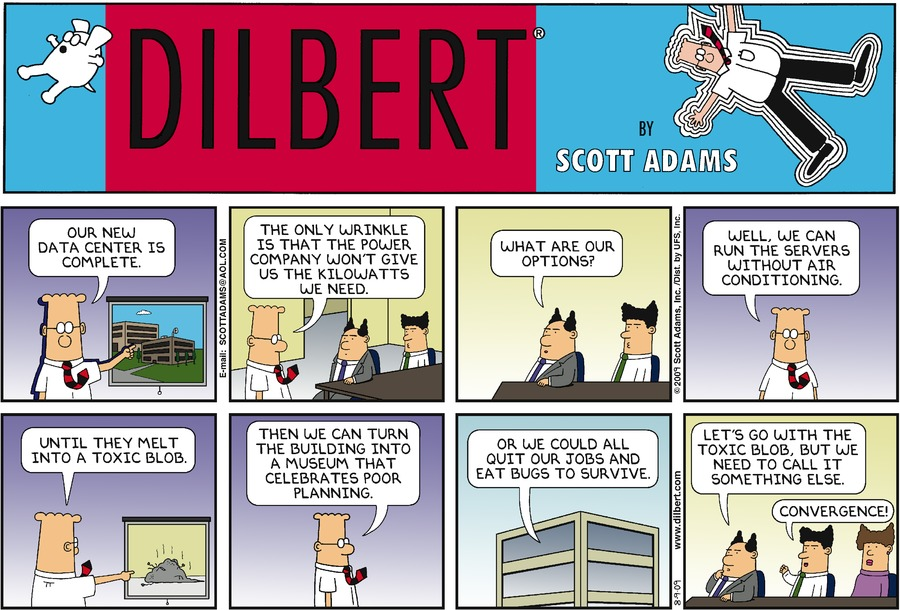 DILBERT®
BY
SCOTT ADAMS
OUR NEW
DATA CENTER IS
COMPLETE.
E-mail: SCOTTADAMS@AOL.COM
THE ONLY WRINKLE
IS THAT THE POWER
COMPANY WON'T GIVE
US THE KILOWATTS
WE NEED.
WHAT ARE OUR
OPTIONS?
©2009 Scott Adams, Inc./Dist. by UFS, Inc.
WELL, WE CAN
RUN THE SERVERS
WITHOUT AIR
CONDITIONING.
UNTIL THEY MELT
INTO A TOXIC BLOB.
THEN WE CAN TURN
THE BUILDING INTO
A MUSEUM THAT
CELEBRATES POOR
PLANNING.
OR WE COULD ALL
QUIT OUR JOBS AND
EAT BUGS TO SURVIVE.
www.dilbert.com
8-9-09
LET'S GO WITH THE
TOXIC BLOB, BUT WE
NEED TO CALL IT
SOMETHING ELSE.
CONVERGENCE!